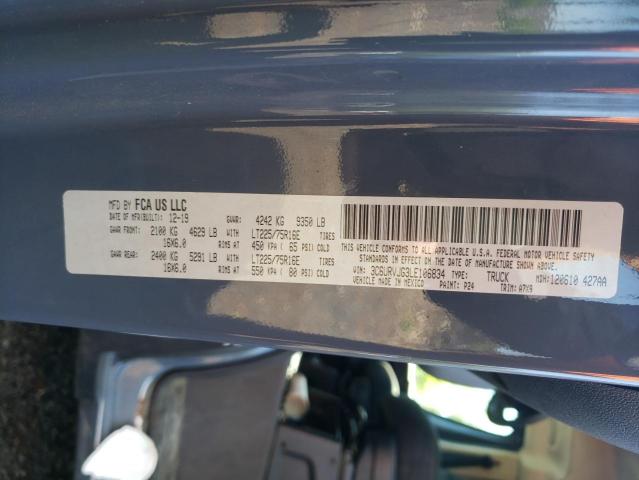 MFD BY FCA US LLC
DATE OF MFR(BUILT): 12-19 GVWR: 4242 KG 9350 LB
GAWR FRONT: 2100 KG 4629 LB WITH LT225/75R16E TIRES
16X6.0 RIMS AT 450 KPA ( 65 PSI) COLD
GAWR REAR: 2400 KG 5291 LB WITH LT225/75R16E TIRES
16X6.0 RIMS AT 550 KPA ( 80 PSI) COLD
THIS VEHICLE CONFORMS TO ALL APPLICABLE U.S.A. FEDERAL MOTOR VEHICLE SAFETY
STANDARDS IN EFFECT ON THE DATE OF MANUFACTURE SHOWN ABOVE.
VIN: 3C6URVJG3LE106834 TYPE: TRUCK MDH: 120610 427AA
VEHICLE MADE IN MEXICO PAINT: P24 TRIM: A7X9